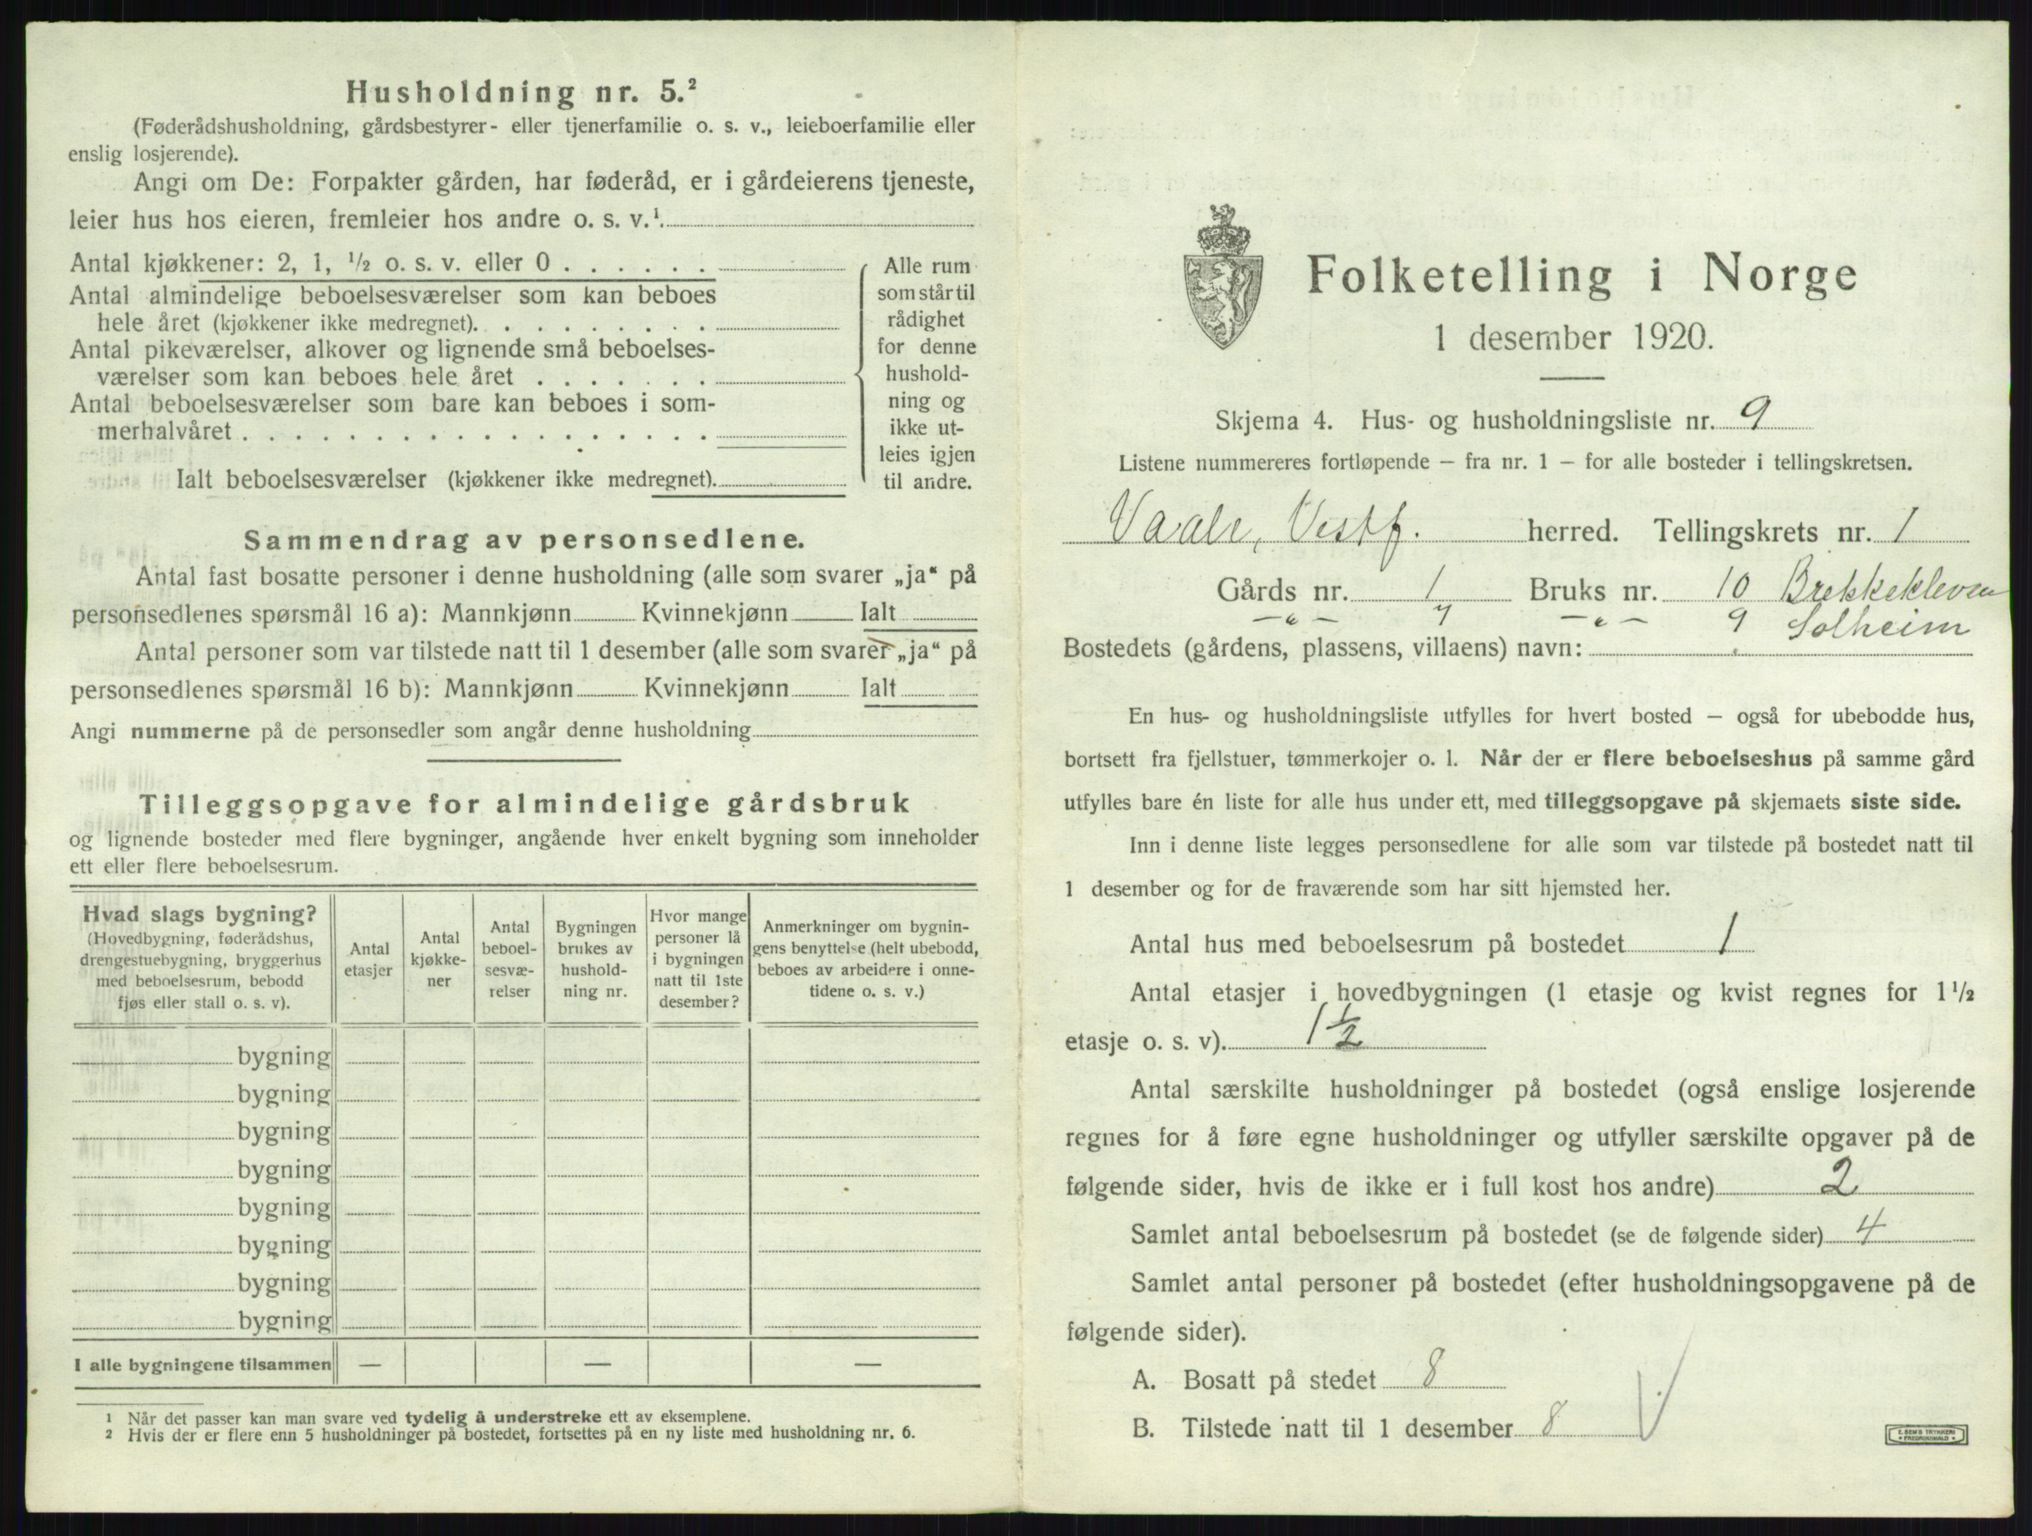 Husholdning nr. 5.²
(Føderådshusholdning, gårdsbestyrer- eller tjenerfamilie o. s. v., leieboerfamilie eller
enslig losjerende).
Angi om De: Forpakter gården, har føderåd, er i gårdeierens tjeneste,
leier hus hos eieren, fremleier hos andre o. s. v.¹.
Antal kjøkkener: 2, 1, ½ o. s. v. eller 0 . . . . . .
Antal almindelige beboelsesværelser som kan beboes
hele året (kjøkkener ikke medregnet). . . . . . . . .
Antal pikeværelser, alkover og lignende små beboelses-
værelser som kan beboes hele året . . . . . . .
Antal beboelsesværelser som bare kan beboes i som-
merhalvåret . . . . . . . . . . . . . . . . . .
Ialt beboelsesværelser (kjøkkener ikke medregnet).
Alle rum
som står til
rådighet
for denne
hushold-
ning og
ikke ut-
leies igjen
til andre.
Sammendrag av personsedlene.
Antal fast bosatte personer i denne husholdning (alle som svarer „ja“ på
personsedlenes spørsmål 16 a): Mannkjønn Kvinnekjønn Ialt
Antal personer som var tilstede natt til 1 desember (alle som svarer „ja“ på
personsedlenes spørsmål 16 b): Mannkjønn Kvinnekjønn Ialt
Angi nummerne på de personsedler som angår denne husholdning
Tilleggsopgave for almindelige gårdsbruk
og lignende bosteder med flere bygninger, angående hver enkelt bygning som inneholder
ett eller flere beboelsesrum.
Hvad slags bygning?
(Hovedbygning, føderådshus,
drengestuebygning, bryggerhus
med beboelsesrum, bebodd
fjøs eller stall o. s. v).
Antal
etasjer
Antal
kjøkke-
ner
Antal
beboel-
sesvæ-
relser
Bygningen
brukes av
hushold-
ning nr.
Hvor mange
personer lå
i bygningen
natt til 1ste
desember?
Anmerkninger om bygnin-
gens benyttelse (helt ubebodd,
beboes av arbeidere i onne-
tidene o. s. v.)
bygning
bygning
bygning
bygning
bygning
bygning
bygning
bygning
I alle bygningene tilsammen — — —
1 Når det passer kan man svare ved tydelig å understreke ett av eksemplene.
2 Hvis der er flere enn 5 husholdninger på bostedet, fortsettes på en ny liste med husholdning nr. 6.
Folketelling i Norge
1 desember 1920.
Skjema 4. Hus- og husholdningsliste nr. 9
Listene nummereres fortløpende – fra nr. 1 – for alle bosteder i tellingskretsen.
Vaale, Vestf. herred. Tellingskrets nr. 1
Gårds nr. 1 Bruks nr. 10 Brekkekleven
— „ — 7 — „ — 9 Solheim
Bostedets (gårdens, plassens, villaens) navn:
En hus- og husholdningsliste utfylles for hvert bosted – også for ubebodde hus,
bortsett fra fjellstuer, tømmerkojer o. l. Når der er flere beboelseshus på samme gård
utfylles bare én liste for alle hus under ett, med tilleggsopgave på skjemaets siste side.
Inn i denne liste legges personsedlene for alle som var tilstede på bostedet natt til
1 desember og for de fraværende som har sitt hjemsted her.
Antal hus med beboelsesrum på bostedet 1
Antal etasjer i hovedbygningen (1 etasje og kvist regnes for 1½
etasje o. s. v). 1½
Antal særskilte husholdninger på bostedet (også enslige losjerende
regnes for å føre egne husholdninger og utfyller særskilte opgaver på de
følgende sider, hvis de ikke er i full kost hos andre) 2
Samlet antal beboelsesrum på bostedet (se de følgende sider) 4
Samlet antal personer på bostedet (efter husholdningsopgavene på de
følgende sider).
A. Bosatt på stedet 8
B. Tilstede natt til 1 desember 8
E. SEM'S TRYKKERI
FREDRIKSHALD